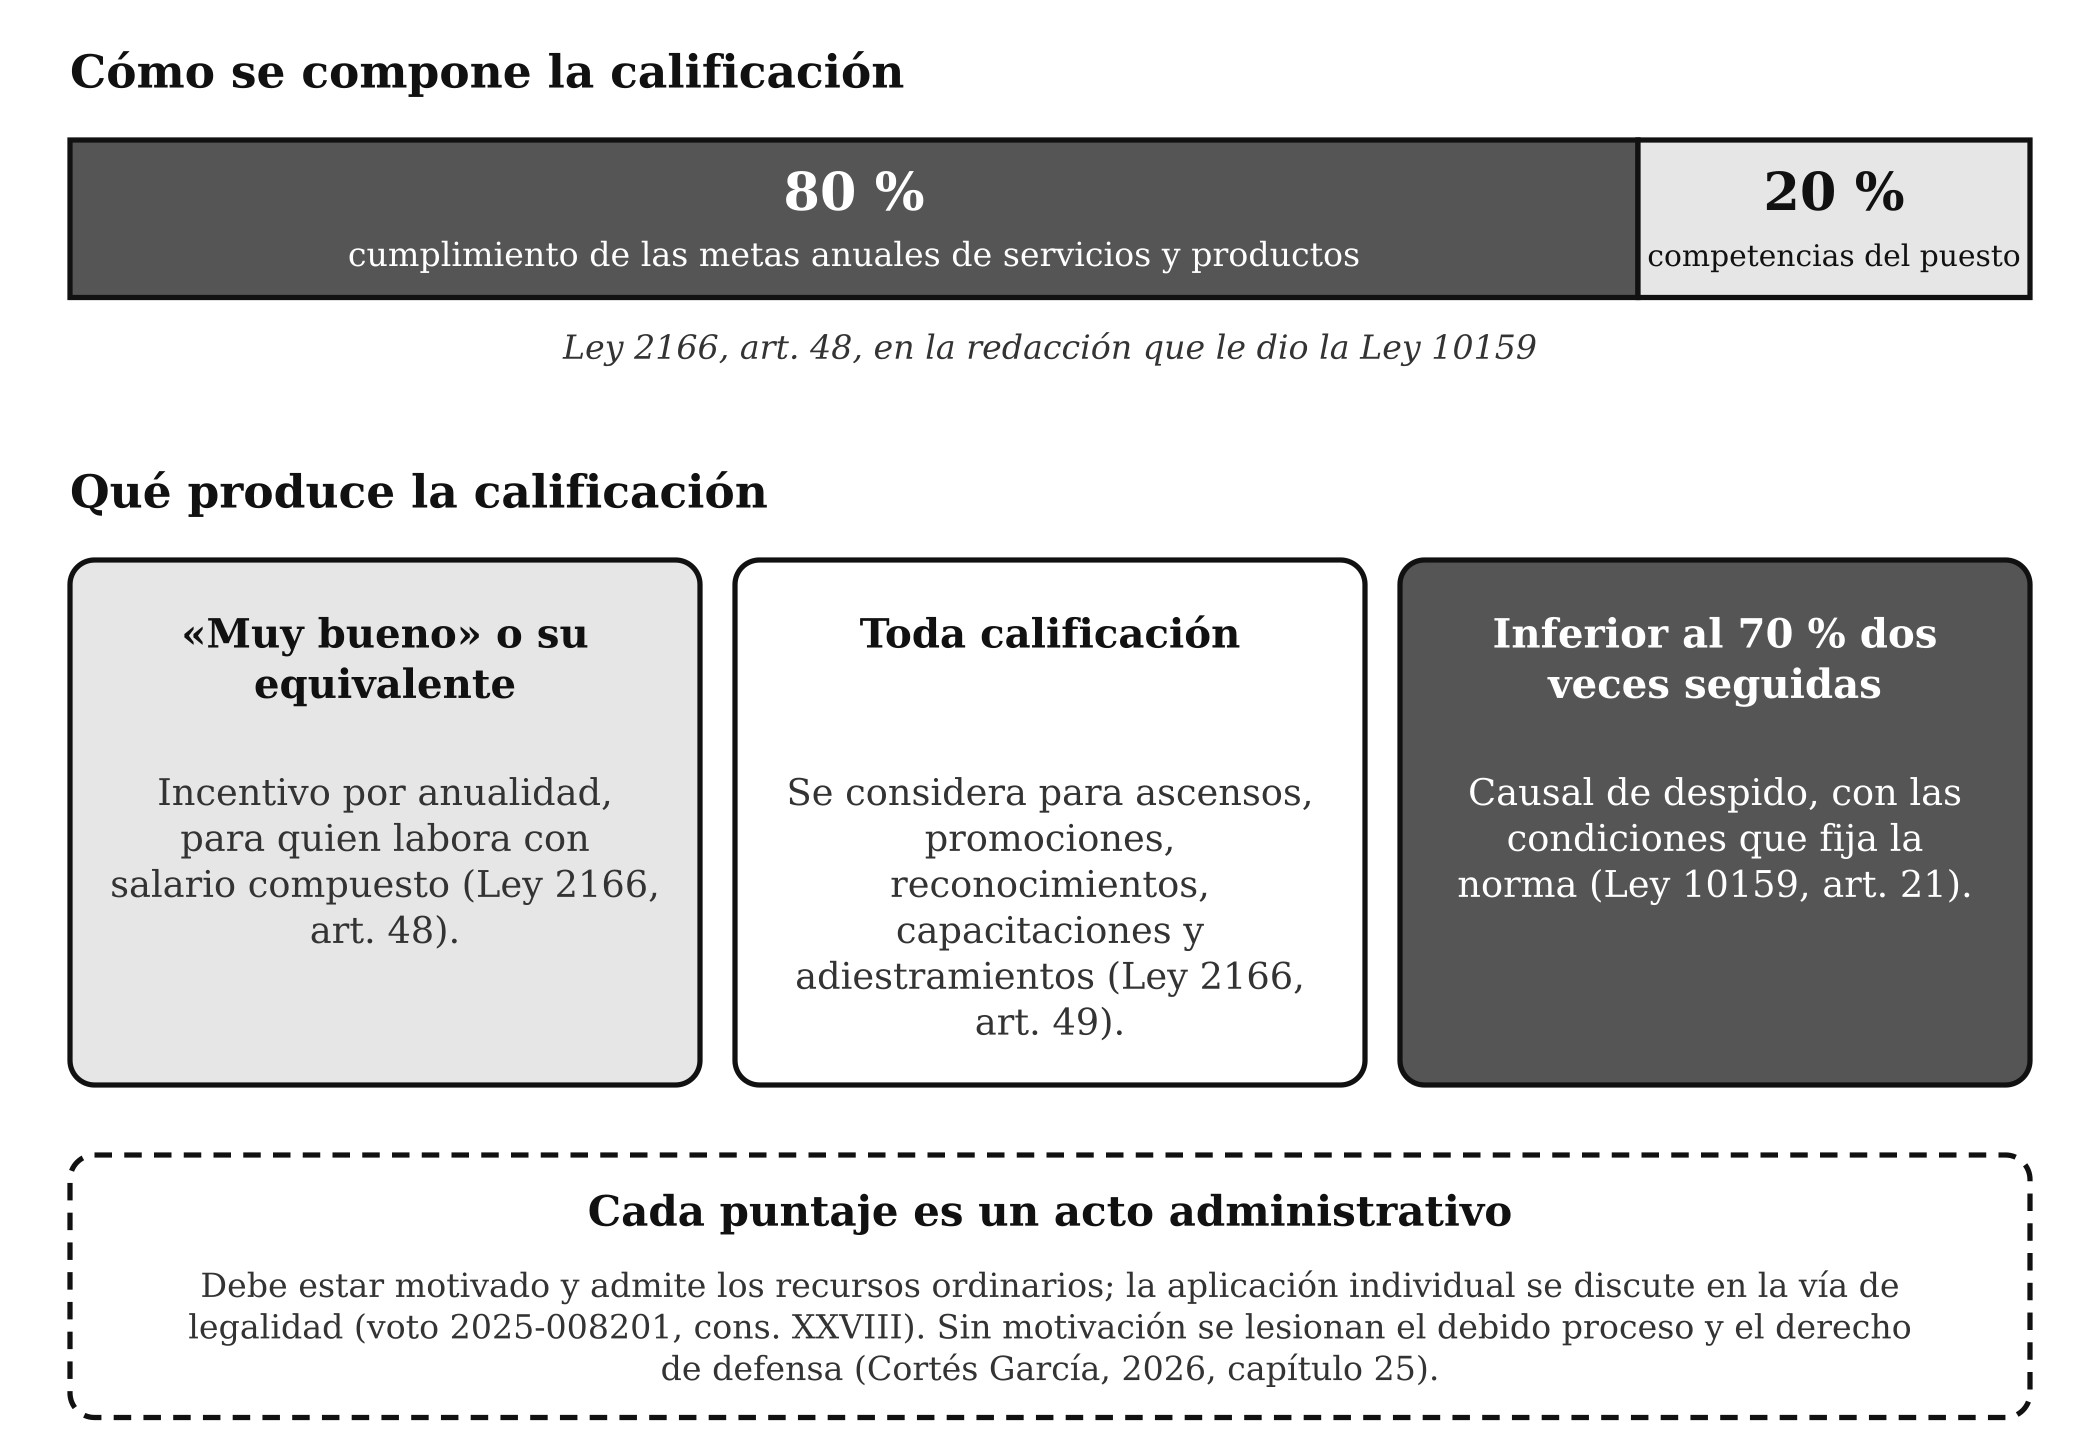 Cómo se compone la calificación
80 %
cumplimiento de las metas anuales de servicios y productos
20 %
competencias del puesto
Ley 2166, art. 48, en la redacción que le dio la Ley 10159
Qué produce la calificación
«Muy bueno» o su
equivalente
Incentivo por anualidad,
para quien labora con
salario compuesto (Ley 2166,
art. 48).
Toda calificación
Se considera para ascensos,
promociones,
reconocimientos,
capacitaciones y
adiestramientos (Ley 2166,
art. 49).
Inferior al 70 % dos
veces seguidas
Causal de despido, con las
condiciones que fija la
norma (Ley 10159, art. 21).
Cada puntaje es un acto administrativo
Debe estar motivado y admite los recursos ordinarios; la aplicación individual se discute en la vía de
legalidad (voto 2025-008201, cons. XXVIII). Sin motivación se lesionan el debido proceso y el derecho
de defensa (Cortés García, 2026, capítulo 25).